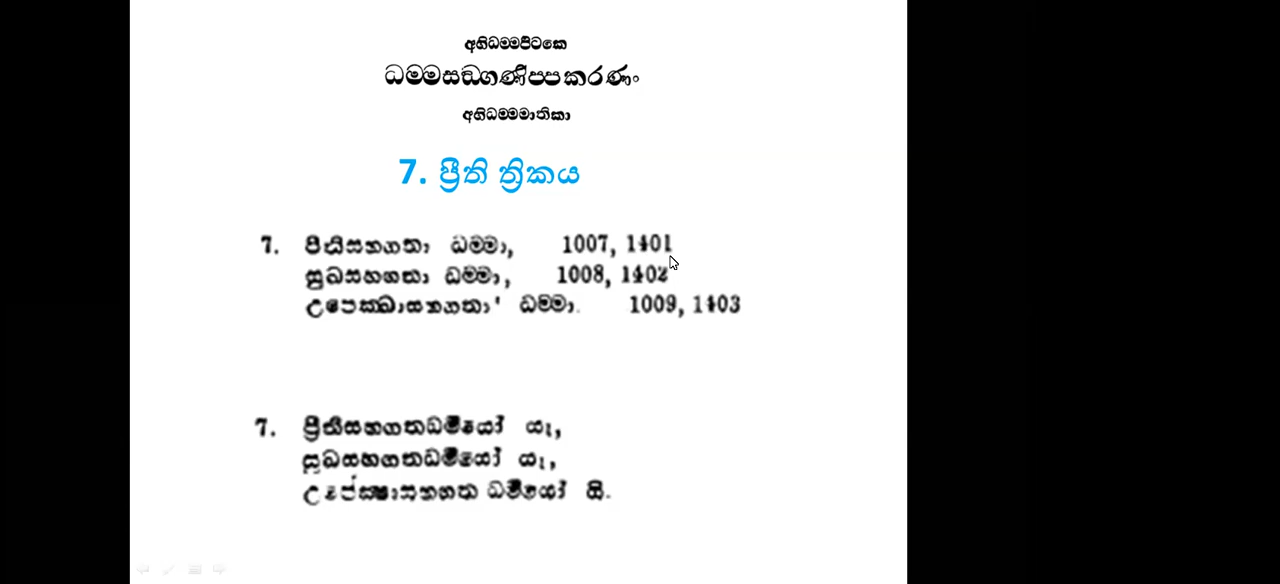 අභිධම්මපිටකෙ
ධම්මසඞ්ගණිප්පකරණං
අභිධම්මමාතිකා
7. ප්‍රීති ත්‍රිකය
7. පීතිසහගතා ධම්මා, 1007, 1401
සුඛසහගතා ධම්මා, 1008, 1402
උපෙක්ඛාසහගතා' ධම්මා. 1009, 1403
7. ප්‍රීතිසහගතධර්මයෝ යැ,
සුඛසහගතධර්මයෝ යැ,
උපේක්ෂාසහගත ධර්මයෝ යි.